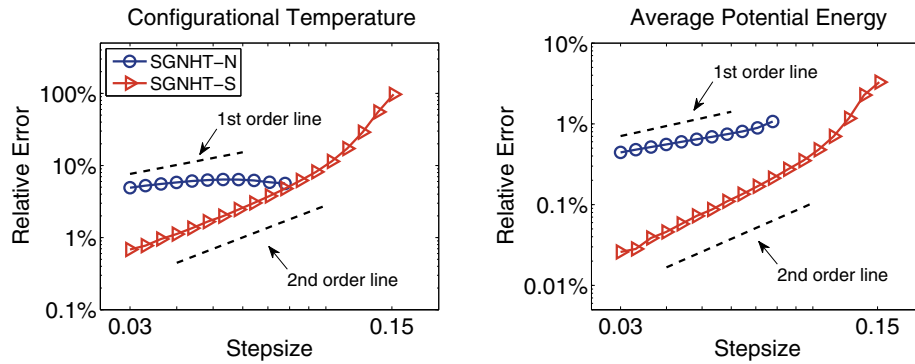 Configurational Temperature
SGNHT-N
SGNHT-S
100%
10%
1%
0.1%
Relative Error
1st order line
2nd order line
0.03
0.15
Stepsize
Average Potential Energy
10%
1%
0.1%
0.01%
Relative Error
1st order line
2nd order line
0.03
0.15
Stepsize